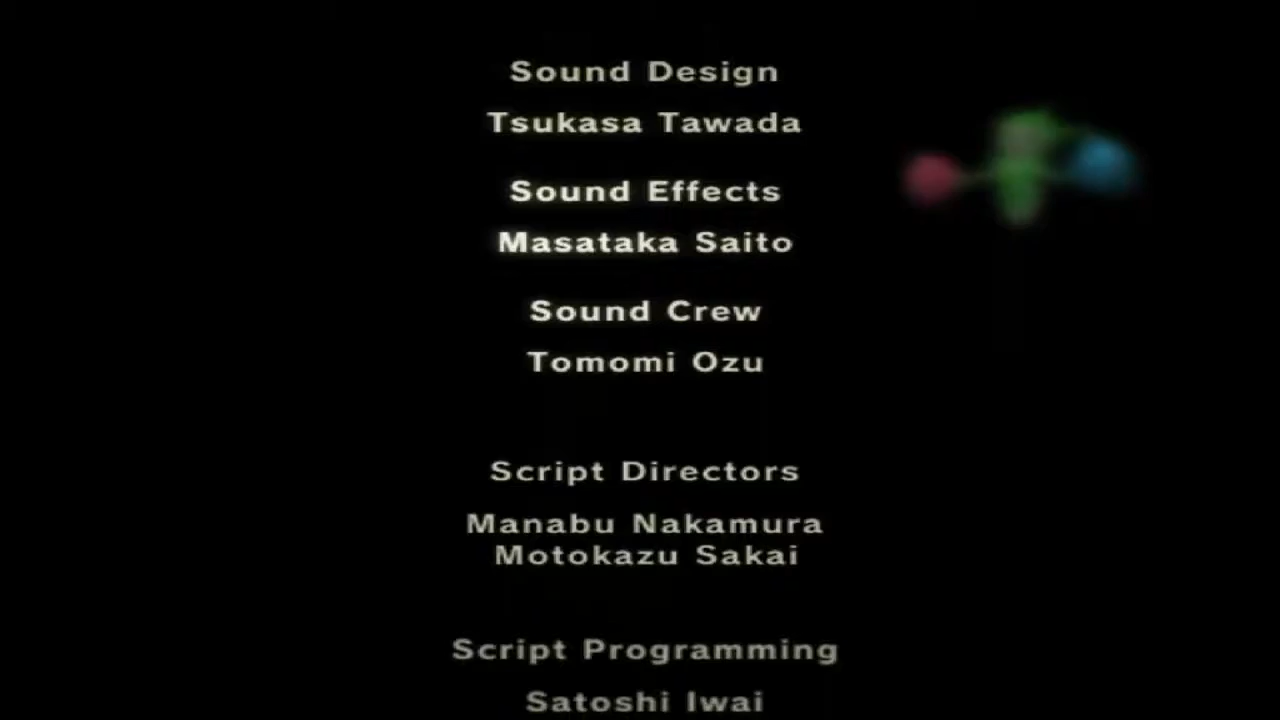 Sound Design
Tsukasa Tawada
Sound Effects
Masataka Saito
Sound Crew
Tomomi Ozu
Script Directors
Manabu Nakamura
Motokazu Sakai
Script Programming
Satoshi Iwai